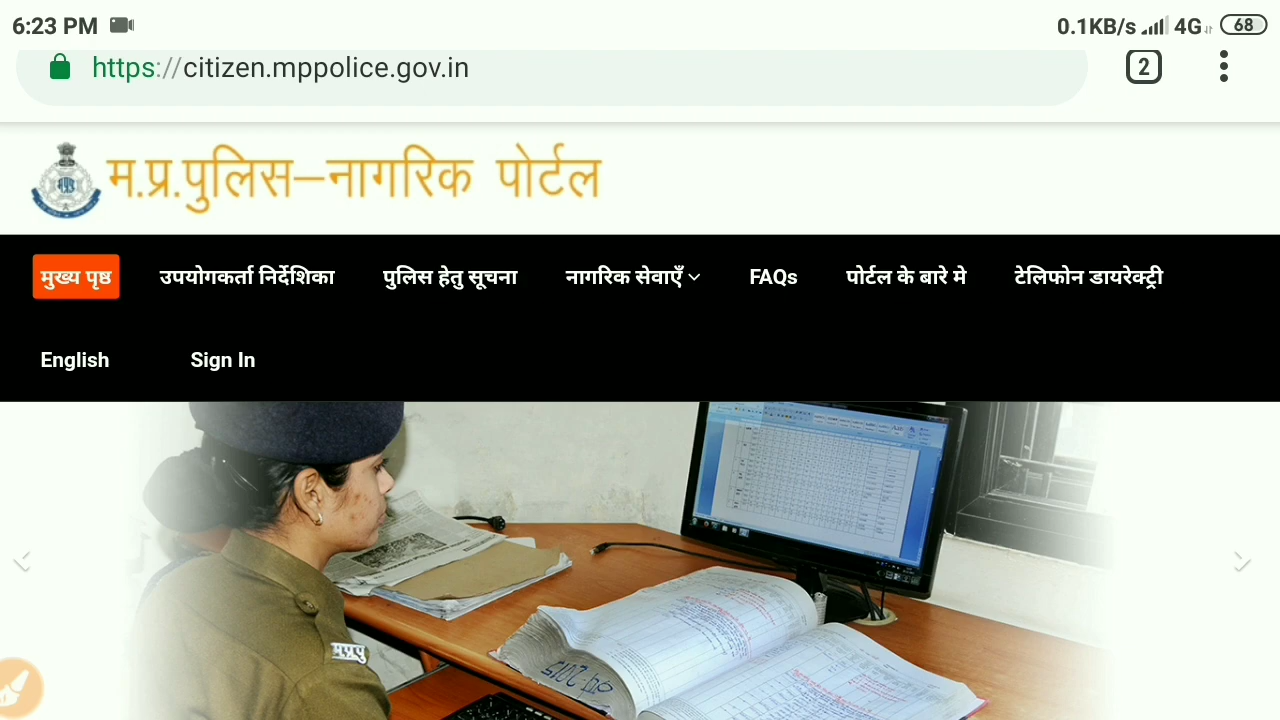 6:23 PM 0.1KB/s 4G 68
https://citizen.mppolice.gov.in 2
म.प्र.पुलिस–नागरिक पोर्टल
मुख्य पृष्ठ उपयोगकर्ता निर्देशिका पुलिस हेतु सूचना नागरिक सेवाएँ FAQs पोर्टल के बारे मे टेलिफोन डायरेक्ट्री
English Sign In
म.प्र.पु